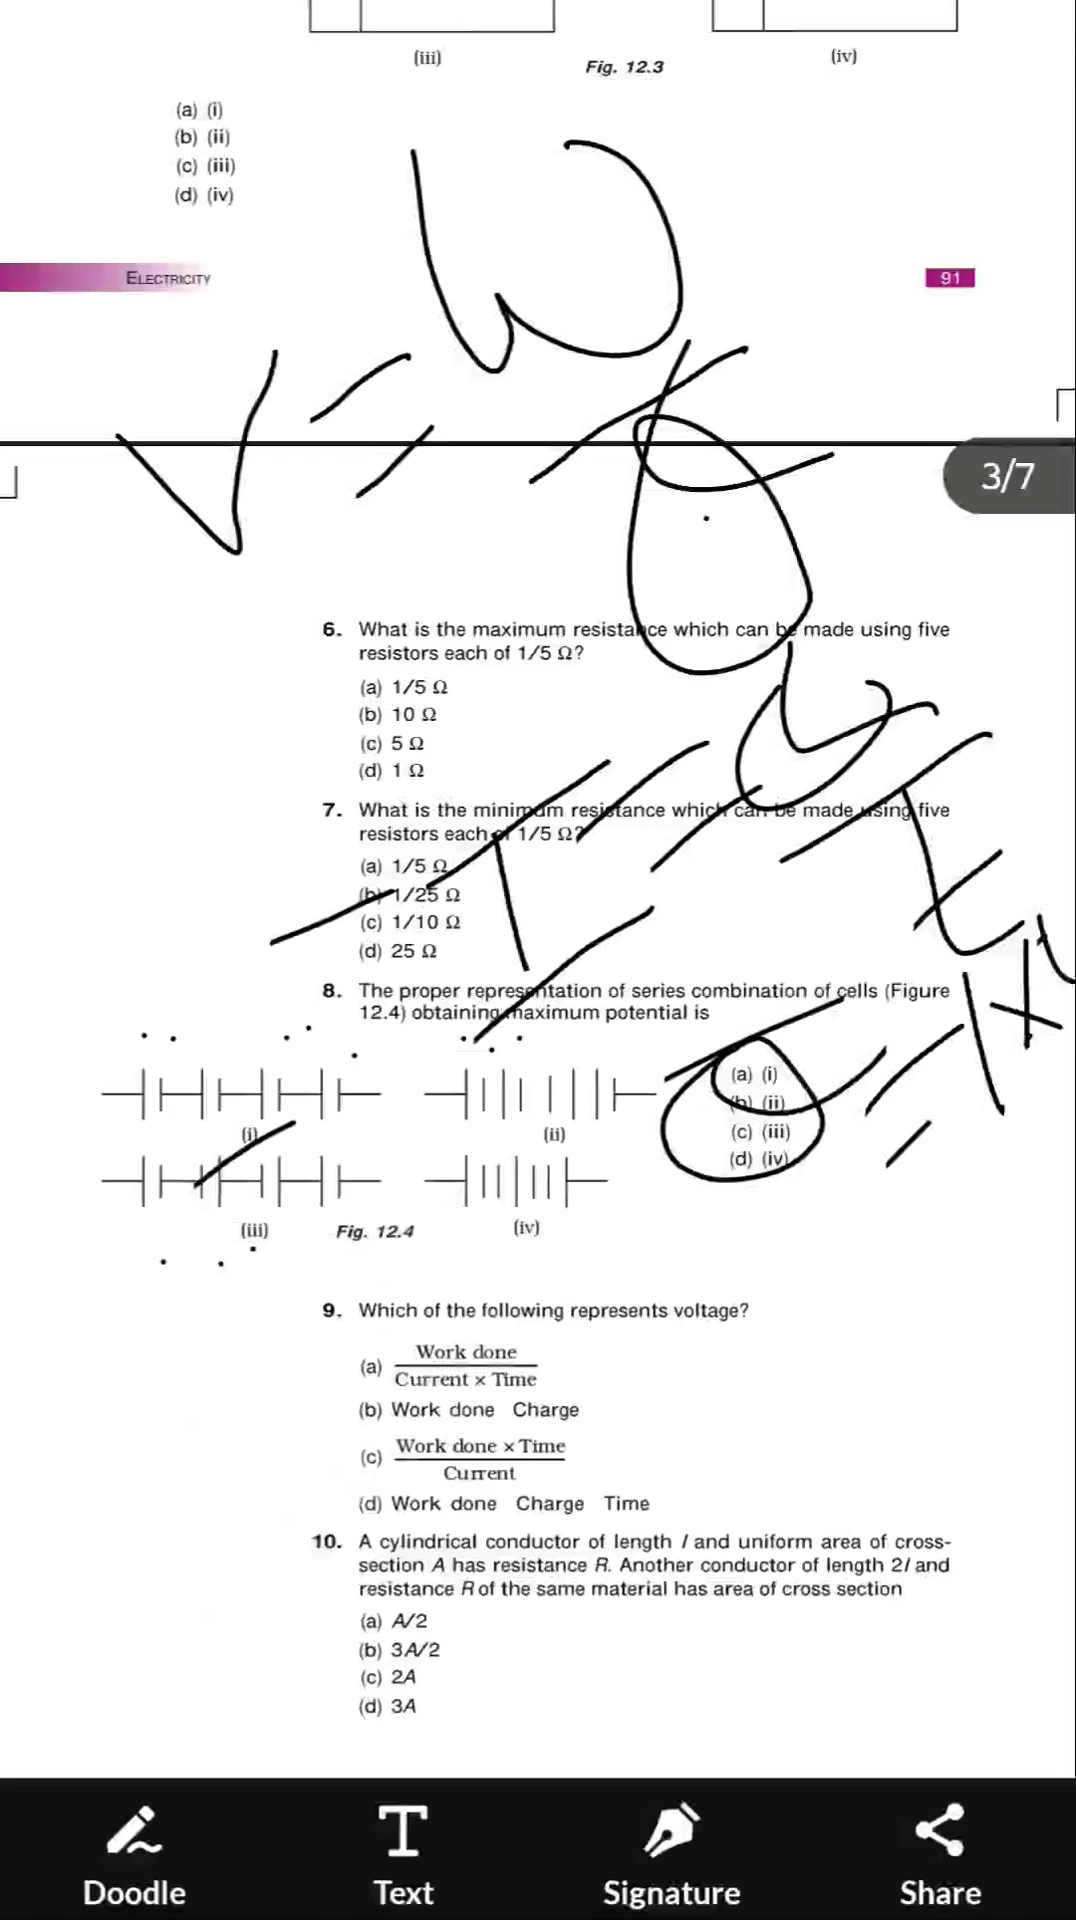 (iii)
Fig. 12.3
(iv)
(a) (i)
(b) (ii)
(c) (iii)
(d) (iv)
ELECTRICITY
91
3/7
6. What is the maximum resistance which can be made using five
resistors each of 1/5 Ω?
(a) 1/5 Ω
(b) 10 Ω
(c) 5 Ω
(d) 1 Ω
7. What is the minimum resistance which can be made using five
resistors each of 1/5 Ω?
(a) 1/5 Ω
(b) 1/25 Ω
(c) 1/10 Ω
(d) 25 Ω
8. The proper representation of series combination of cells (Figure
12.4) obtaining maximum potential is
(i)
(ii)
(iii)
Fig. 12.4
(iv)
(a) (i)
(b) (ii)
(c) (iii)
(d) (iv)
9. Which of the following represents voltage?
(a) Work done
Current × Time
(b) Work done Charge
(c) Work done × Time
Current
(d) Work done Charge Time
10. A cylindrical conductor of length l and uniform area of cross-
section A has resistance R. Another conductor of length 2l and
resistance R of the same material has area of cross section
(a) A/2
(b) 3A/2
(c) 2A
(d) 3A
Doodle
Text
Signature
Share